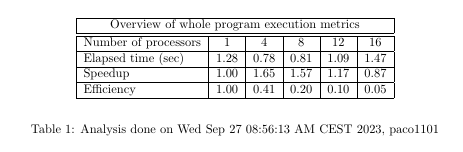 Overview of whole program execution metrics
Number of processors 1 4 8 12 16
Elapsed time (sec) 1.28 0.78 0.81 1.09 1.47
Speedup 1.00 1.65 1.57 1.17 0.87
Efficiency 1.00 0.41 0.20 0.10 0.05
Table 1: Analysis done on Wed Sep 27 08:56:13 AM CEST 2023, paco1101